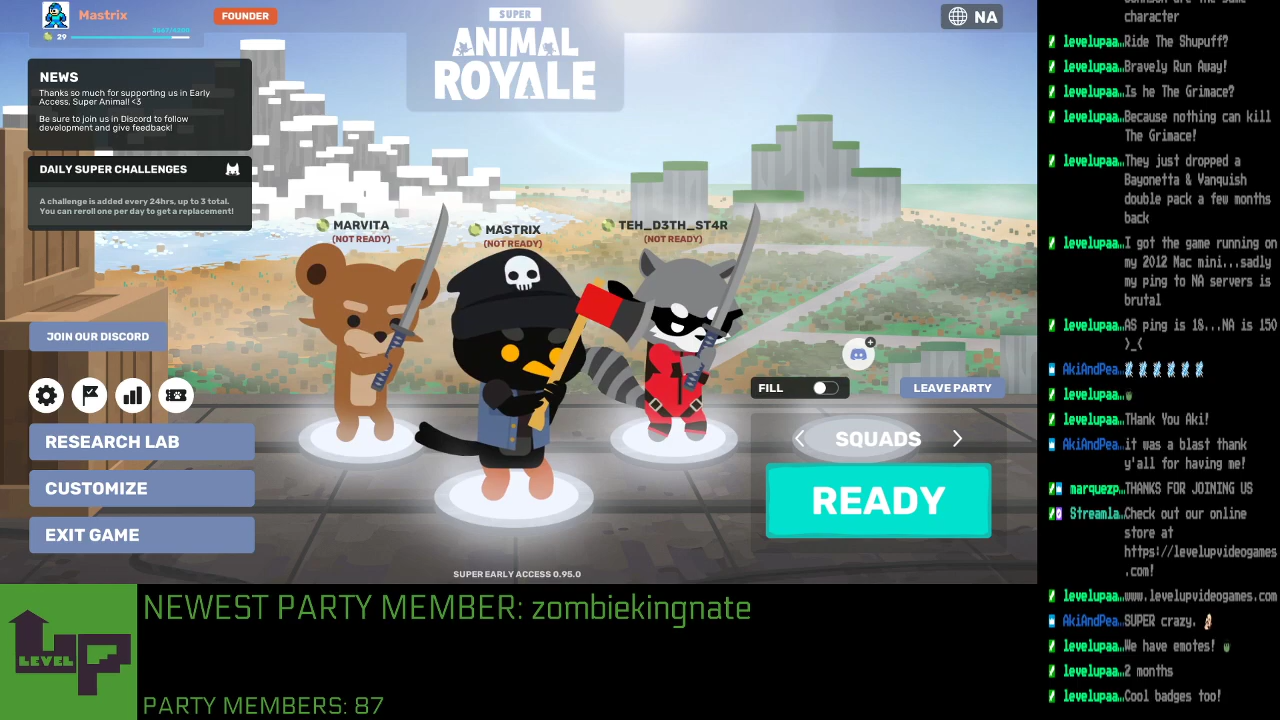 Mastrix
FOUNDER
29
3667/4200
SUPER
ANIMAL
ROYALE
NA
NEWS
Thanks so much for supporting us in Early
Access, Super Animal! <3
Be sure to join us in Discord to follow
development and give feedback!
DAILY SUPER CHALLENGES
A challenge is added every 24hrs, up to 3 total.
You can reroll one per day to get a replacement!
MARVITA
(NOT READY)
MASTRIX
(NOT READY)
TEH_D3TH_ST4R
(NOT READY)
JOIN OUR DISCORD
FILL
LEAVE PARTY
RESEARCH LAB
CUSTOMIZE
EXIT GAME
SQUADS
READY
SUPER EARLY ACCESS 0.95.0
LEVEL
UP
NEWEST PARTY MEMBER: zombiekingnate
PARTY MEMBERS: 87
character
levelupaa… Ride The Shupuff?
levelupaa… Bravely Run Away!
levelupaa… Is he The Grimace?
levelupaa… Because nothing can kill
The Grimace!
levelupaa… They just dropped a
Bayonetta & Vanquish
double pack a few months
back
levelupaa… I got the game running on
my 2012 Mac mini...sadly
my ping to NA servers is
brutal
levelupaa… AS ping is 18...NA is 150
>_<
AkiAndPea…
levelupaa…
levelupaa… Thank You Aki!
AkiAndPea… it was a blast thank
y'all for having me!
marquezp… THANKS FOR JOINING US
Streamla… Check out our online
store at
https://levelupvideogames
.com!
levelupaa… www.levelupvideogames.com
AkiAndPea… SUPER crazy.
levelupaa… We have emotes!
levelupaa… 2 months
levelupaa… Cool badges too!